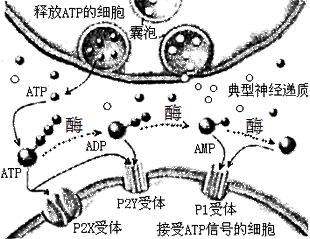 释放ATP的细胞
囊泡
ATP
典型神经递质
酶
酶
酶
ATP
ADP
AMP
P2X受体
P2Y受体
P1受体
接受ATP信号的细胞